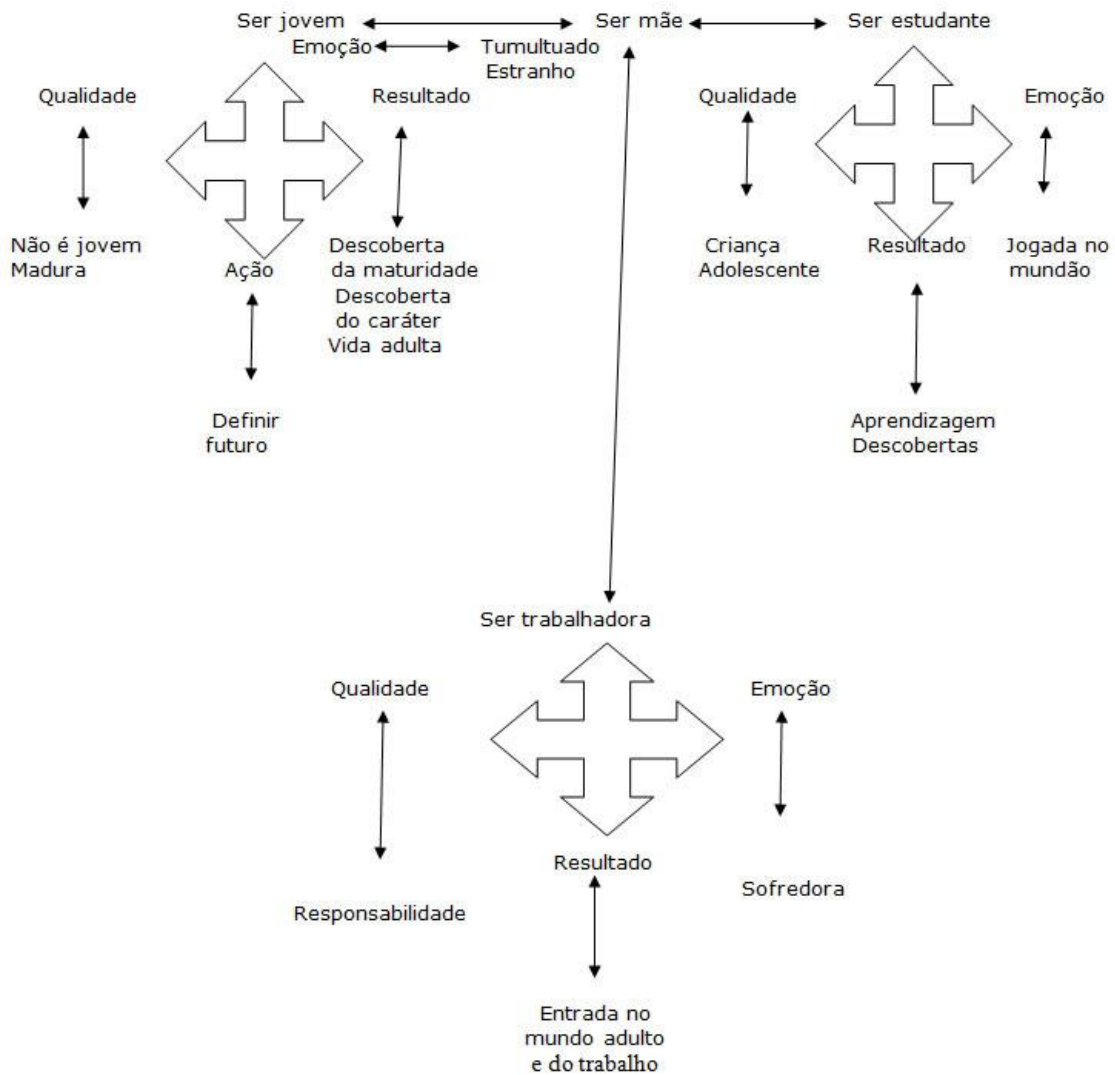 Ser jovem
Ser mãe
Ser estudante
Emoção
Tumultuado
Estranho
Qualidade
Resultado
Qualidade
Emoção
Não é jovem
Madura
Ação
Descoberta
da maturidade
Descoberta
do caráter
Vida adulta
Criança
Adolescente
Resultado
Jogada no
mundão
Definir
futuro
Aprendizagem
Descobertas
Ser trabalhadora
Qualidade
Emoção
Resultado
Sofredora
Responsabilidade
Entrada no
mundo adulto
e do trabalho